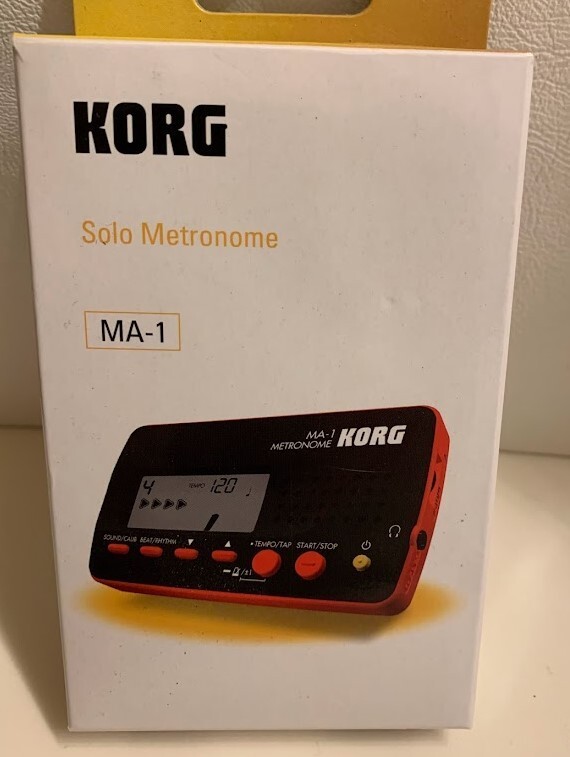 KORG
Solo Metronome
MA-1
MA-1
METRONOME KORG
4 TEMPO 120
SOUND/CALIB BEAT/RHYTHM ▼ ▲ • TEMPO/TAP START/STOP